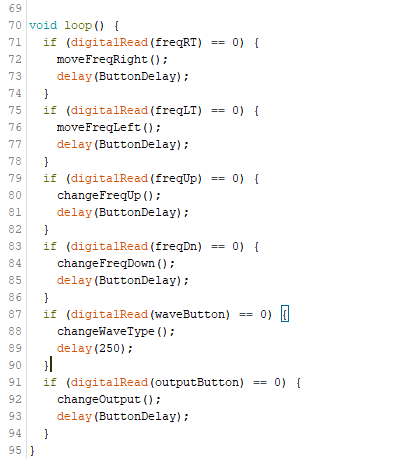 69
70 void loop() {
71   if (digitalRead(freqRT) == 0) {
72     moveFreqRight();
73     delay(ButtonDelay);
74   }
75   if (digitalRead(freqLT) == 0) {
76     moveFreqLeft();
77     delay(ButtonDelay);
78   }
79   if (digitalRead(freqUp) == 0) {
80     changeFreqUp();
81     delay(ButtonDelay);
82   }
83   if (digitalRead(freqDn) == 0) {
84     changeFreqDown();
85     delay(ButtonDelay);
86   }
87   if (digitalRead(waveButton) == 0) {
88     changeWaveType();
89     delay(250);
90   }
91   if (digitalRead(outputButton) == 0) {
92     changeOutput();
93     delay(ButtonDelay);
94   }
95 }